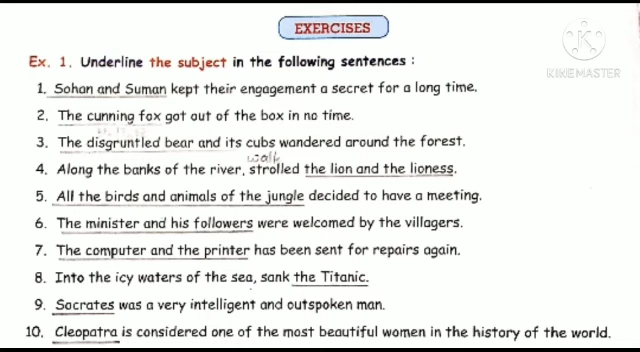 EXERCISES
KINEMASTER
Ex. 1. Underline the subject in the following sentences :
1. Sohan and Suman kept their engagement a secret for a long time.
2. The cunning fox got out of the box in no time.
3. The disgruntled bear and its cubs wandered around the forest.
walk
4. Along the banks of the river, strolled the lion and the lioness.
5. All the birds and animals of the jungle decided to have a meeting.
6. The minister and his followers were welcomed by the villagers.
7. The computer and the printer has been sent for repairs again.
8. Into the icy waters of the sea, sank the Titanic.
9. Socrates was a very intelligent and outspoken man.
10. Cleopatra is considered one of the most beautiful women in the history of the world.